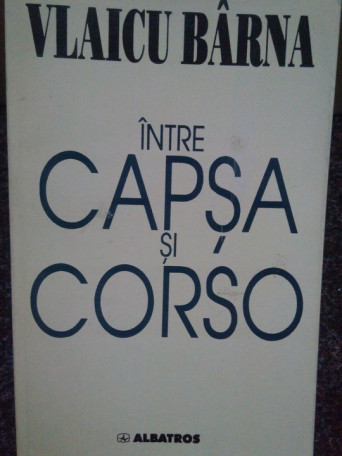 VLAICU BÂRNA
ÎNTRE
CAPȘA
ȘI
CORSO
ALBATROS